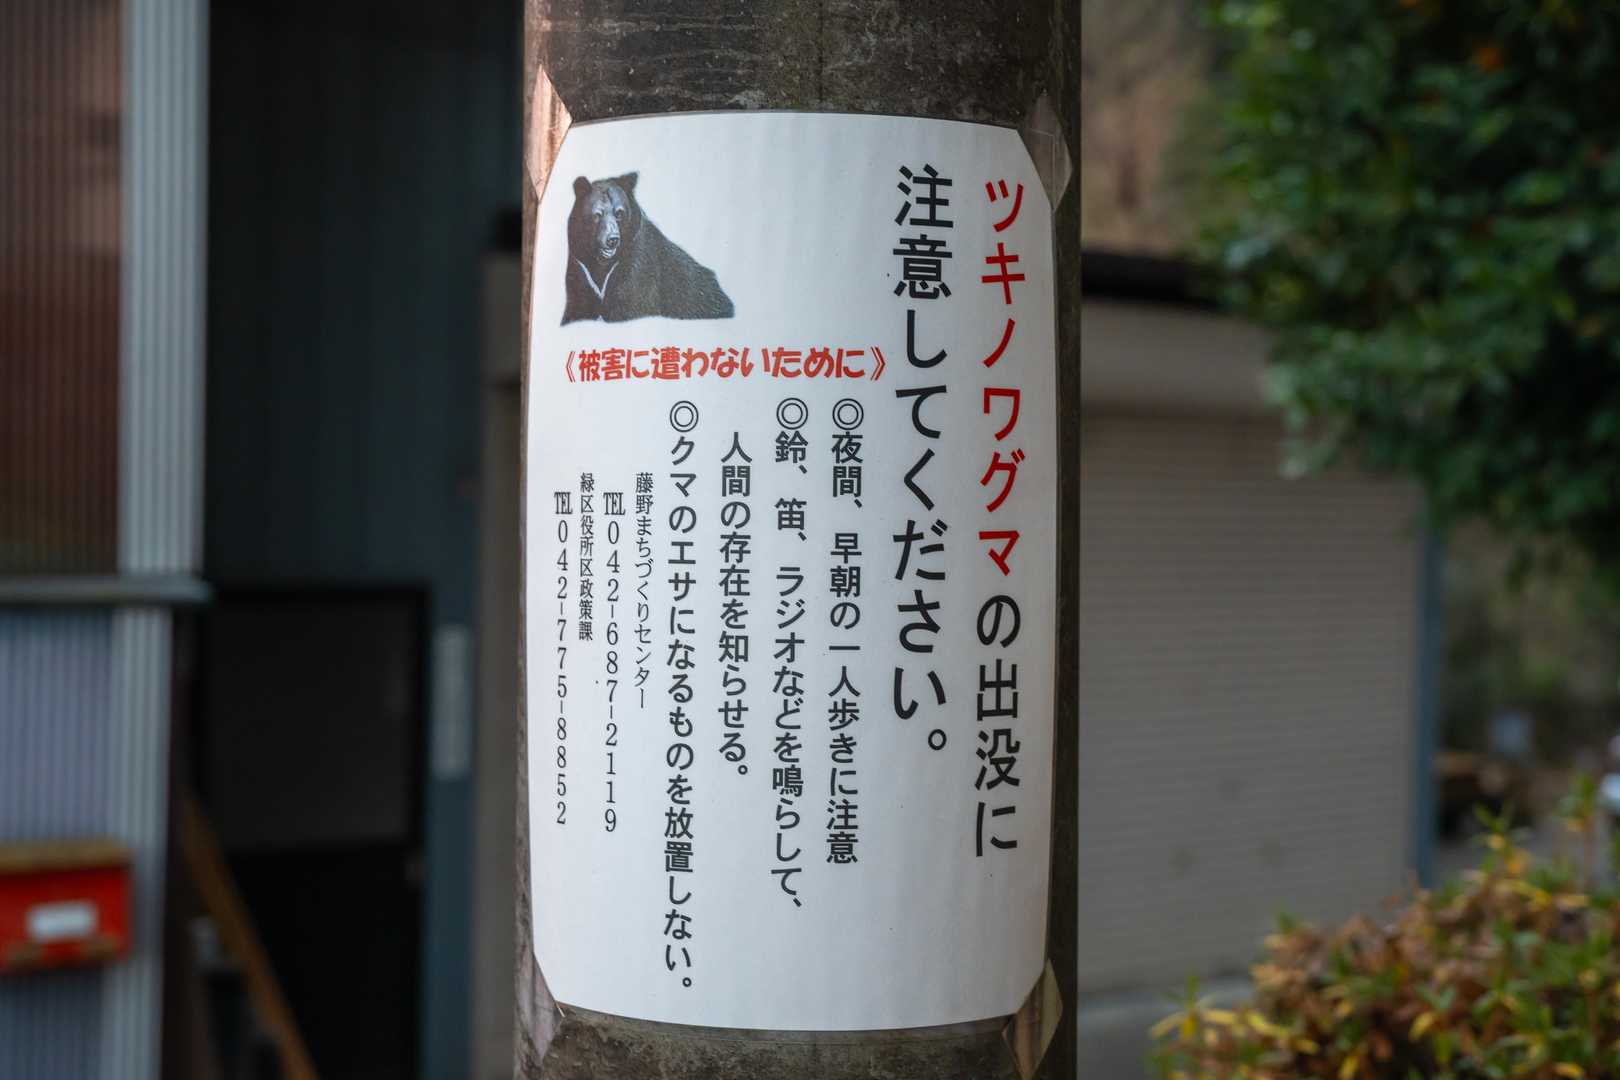 ツキノワグマの出没に
注意してください。
《被害に遭わないために》
◎夜間、早朝の一人歩きに注意
◎鈴、笛、ラジオなどを鳴らして、
人間の存在を知らせる。
◎クマのエサになるものを放置しない。
藤野まちづくりセンター
℡042-687-2119
緑区役所区政策課
℡042-775-8852